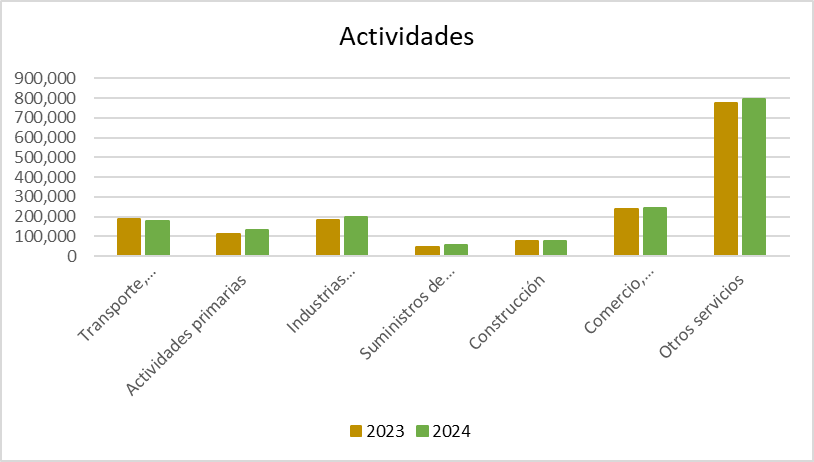 Actividades
900,000
800,000
700,000
600,000
500,000
400,000
300,000
200,000
100,000
0
Transporte,...
Actividades primarias
Industrias...
Suministros de...
Construcción
Comercio,...
Otros servicios
2023
2024